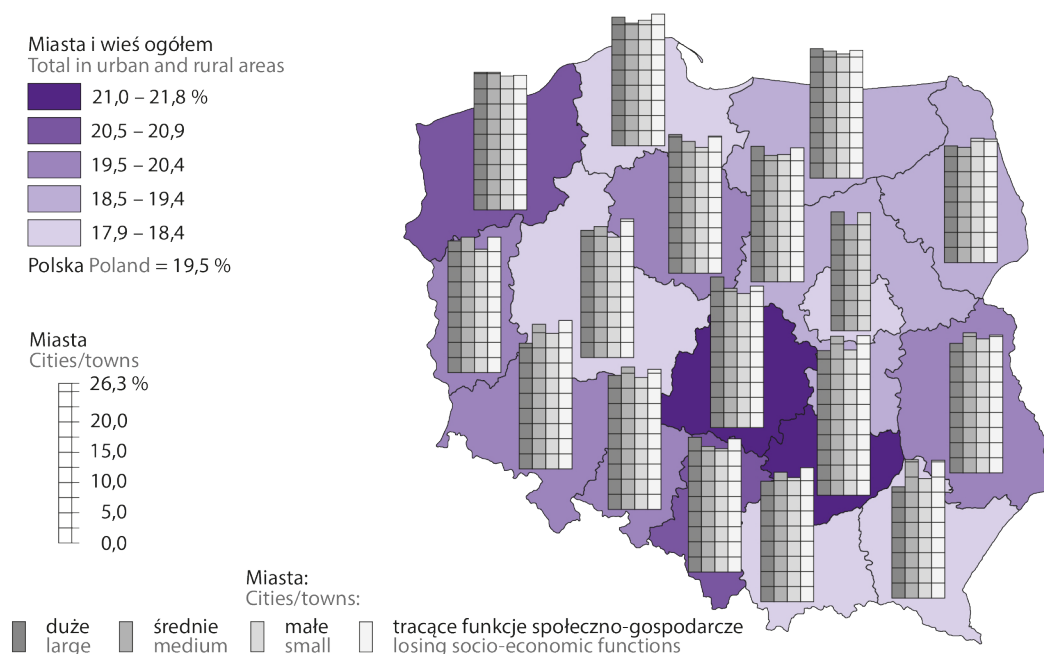 Miasta i wieś ogółem
Total in urban and rural areas
21,0 – 21,8 %
20,5 – 20,9
19,5 – 20,4
18,5 – 19,4
17,9 – 18,4
Polska Poland = 19,5 %
Miasta
Cities/towns
26,3 %
20,0
15,0
10,0
5,0
0,0
Miasta:
Cities/towns:
duże
large
średnie
medium
małe
small
tracące funkcje społeczno-gospodarcze
losing socio-economic functions